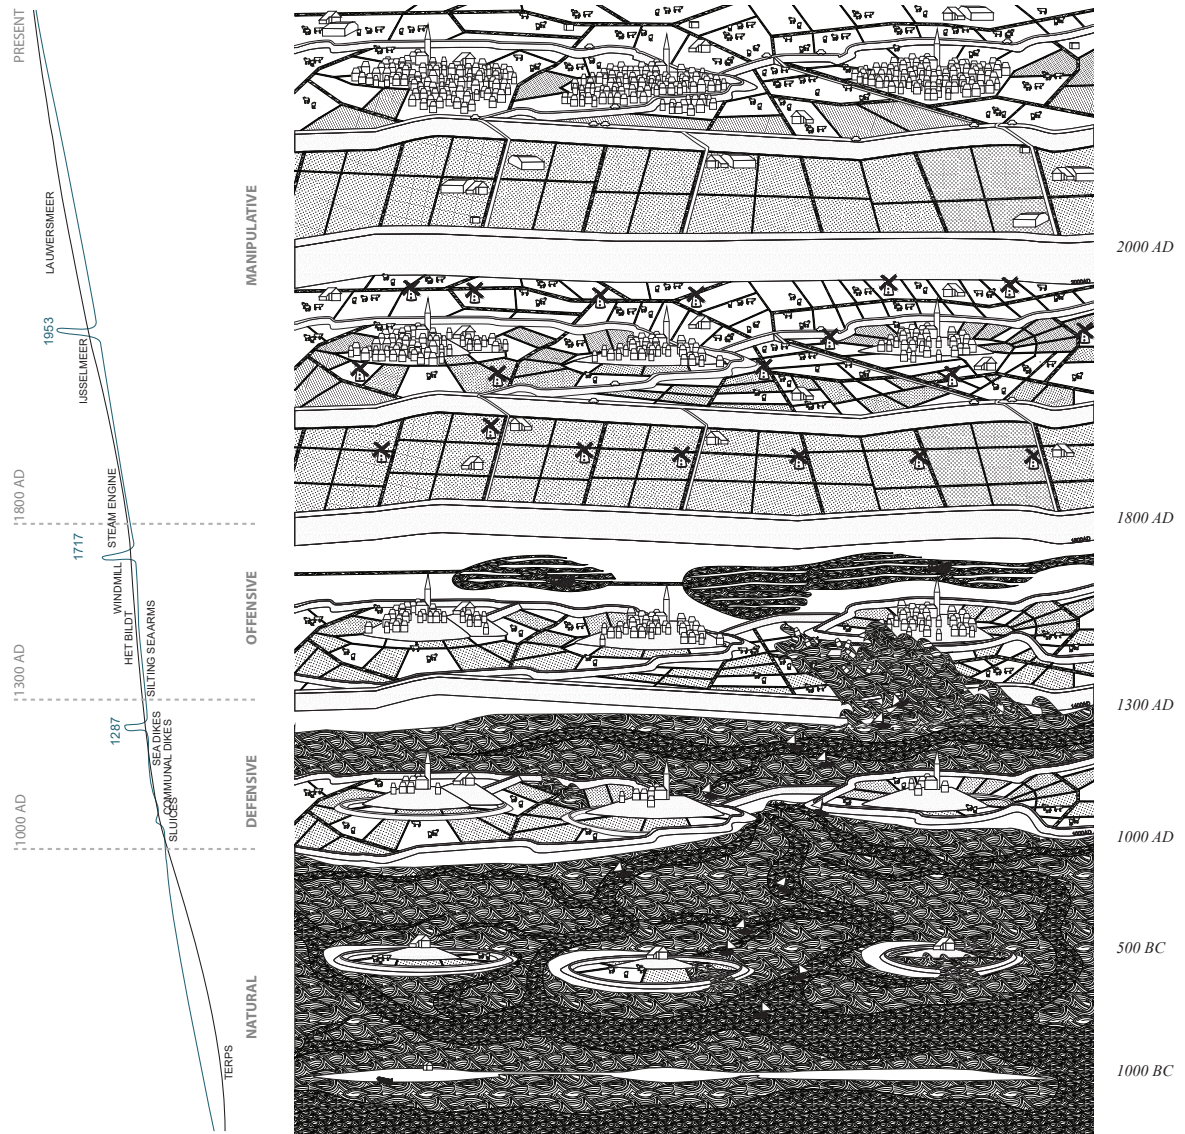 PRESENT
LAUWERSMEER
MANIPULATIVE
2000 AD
1953
IJSSELMEER
1800 AD
STEAM ENGINE
1800 AD
1717
WINDMILL
OFFENSIVE
HET BILDT
SILTING SEA ARMS
1300 AD
1300 AD
1287
SEA DIKES
COMMUNAL DIKES
DEFENSIVE
SLUICES
1000 AD
1000 AD
500 BC
NATURAL
TERPS
1000 BC